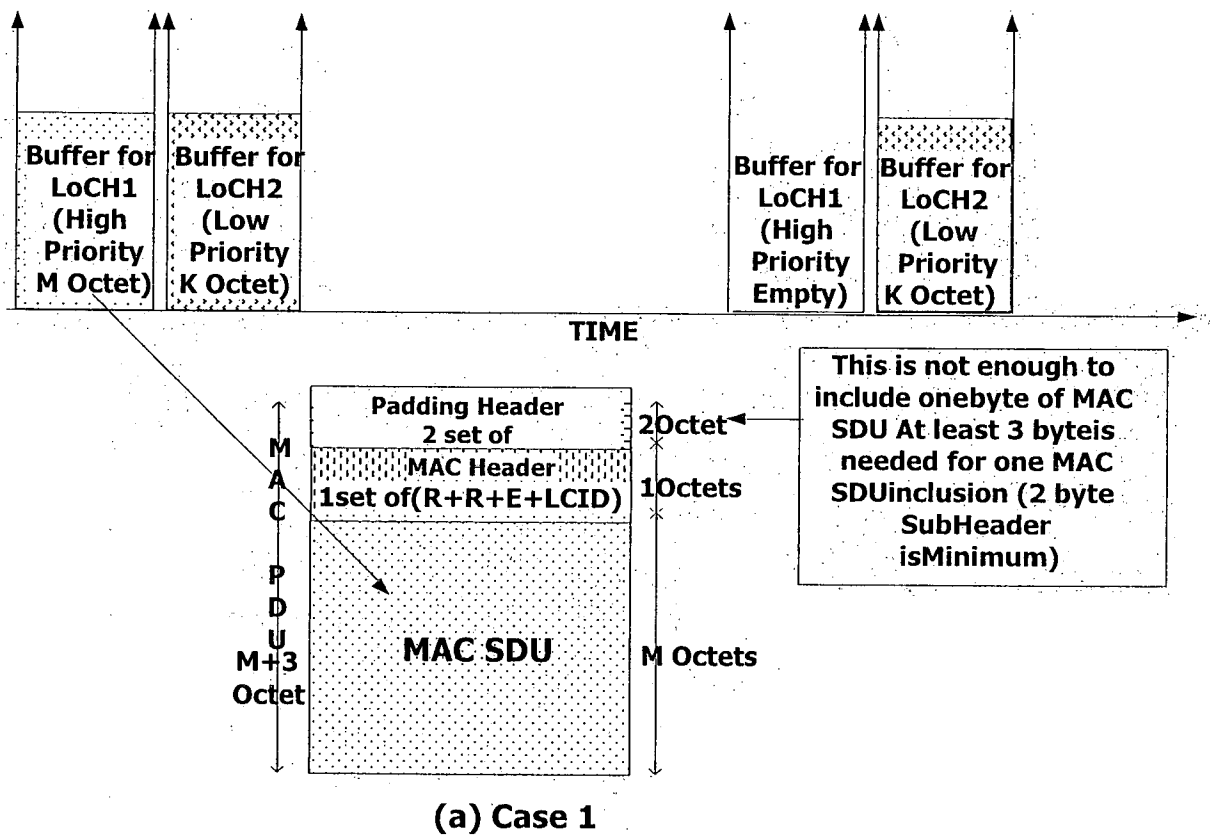 Buffer for
LoCH1
(High
Priority
M Octet)
Buffer for
LoCH2
(Low
Priority
K Octet)
Buffer for
LoCH1
(High
Priority
Empty)
Buffer for
LoCH2
(Low
Priority
K Octet)
TIME
This is not enough to
include onebyte of MAC
SDU At least 3 byteis
needed for one MAC
SDUinclusion (2 byte
SubHeader
isMinimum)
Padding Header
2 set of
2Octet
MAC Header
1set of(R+R+E+LCID)
1Octets
MAC PDU
M+3
Octet
MAC SDU
M Octets
(a) Case 1